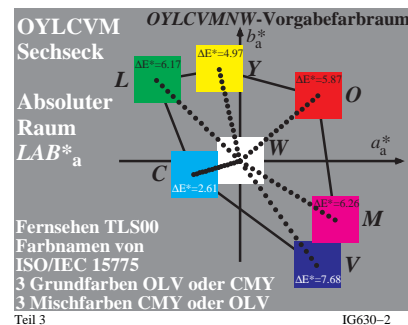 OYLCVM
Sechseck
Absoluter
Raum
LAB*a
OYLCVMNW-Vorgabefarbraum
b*a
ΔE*=6.17
L
ΔE*=4.97
Y
ΔE*=5.87
O
W
a*a
C
ΔE*=2.61
ΔE*=6.26
M
ΔE*=7.68
V
Fernsehen TLS00
Farbnamen von
ISO/IEC 15775
3 Grundfarben OLV oder CMY
3 Mischfarben CMY oder OLV
Teil 3
IG630−2